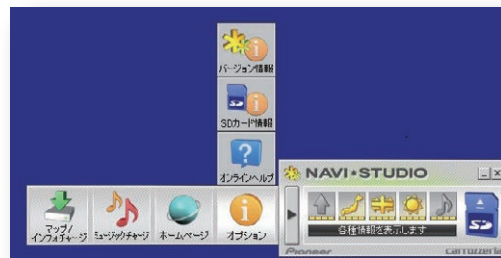 バージョン情報
SDカード情報
オンラインヘルプ
NAVI*STUDIO
マップ/
インフォチャージ
ミュージックチャージ
ホームページ
オプション
各種情報を表示します
SD
Pioneer
carrozzeria